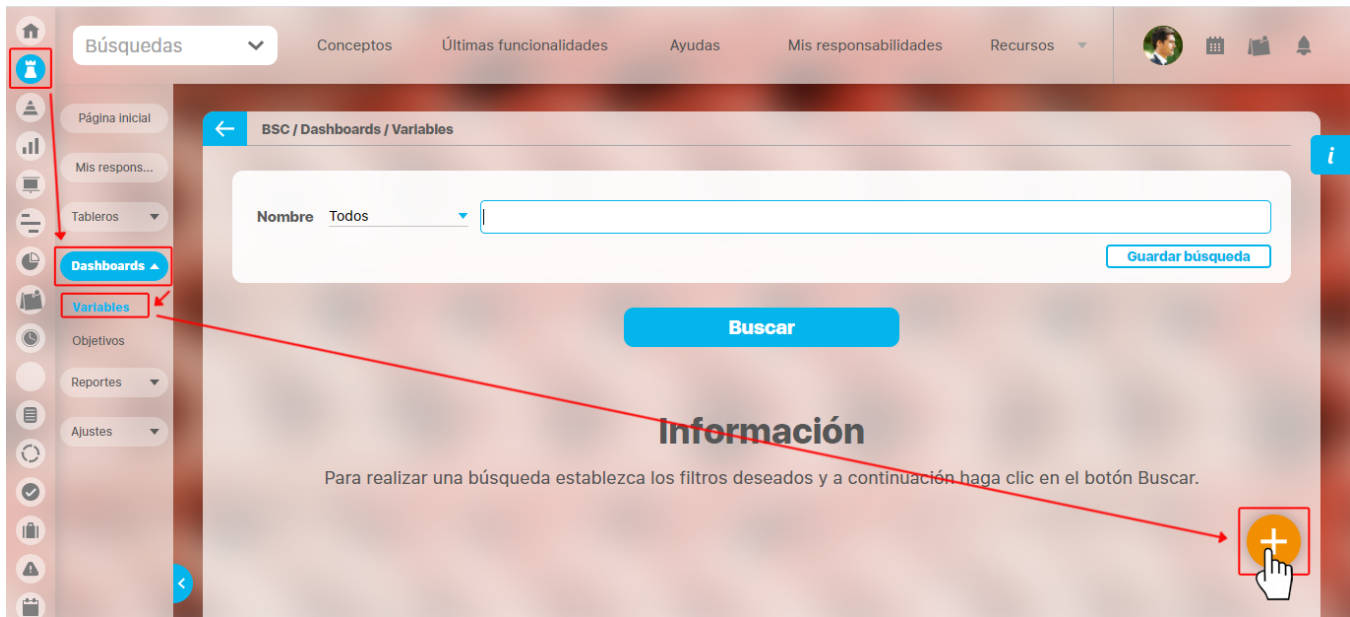 Búsquedas
Conceptos
Últimas funcionalidades
Ayudas
Mis responsabilidades
Recursos
Página inicial
Mis respons...
Tableros
Dashboards
Variables
Objetivos
Reportes
Ajustes
BSC / Dashboards / Variables
i
Nombre Todos
Guardar búsqueda
Buscar
Información
Para realizar una búsqueda establezca los filtros deseados y a continuación haga clic en el botón Buscar.